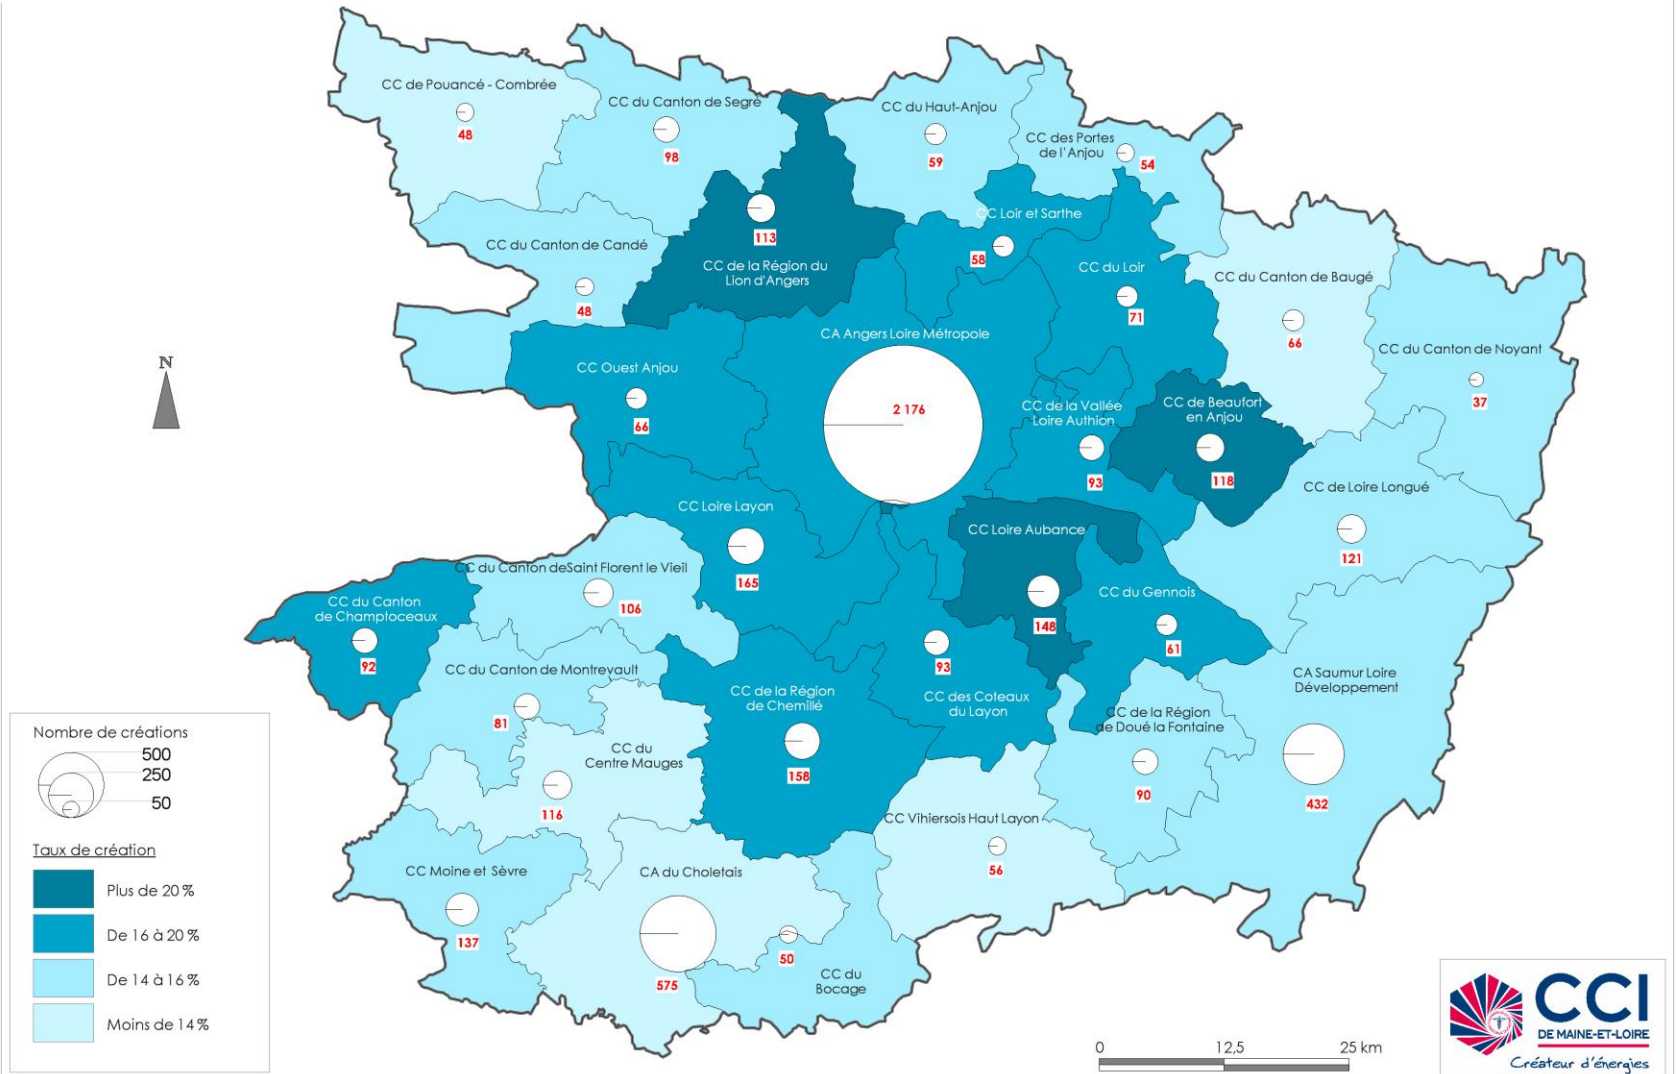 CC de Pouancé - Combrée
48
CC du Canton de Segré
98
CC du Haut-Anjou
59
CC des Portes
de l'Anjou
54
CC Loir et Sarthe
58
113
CC de la Région du
Lion d'Angers
CC du Canton de Candé
48
CC du Loir
71
CC du Canton de Baugé
66
CC du Canton de Noyant
37
CA Angers Loire Métropole
2 176
N
CC Ouest Anjou
66
CC de la Vallée
Loire Authion
93
CC de Beaufort
en Anjou
118
CC de Loire Longué
121
CC Loire Layon
165
CC Loire Aubance
148
CC du Canton deSaint Florent le Vieil
106
CC du Gennois
61
CC du Canton
de Champtoceaux
92
93
CC des Coteaux
du Layon
CC du Canton de Montrevault
81
CC de la Région
de Chemillé
158
CA Saumur Loire
Développement
432
CC de la Région
de Doué la Fontaine
90
CC du
Centre Mauges
116
CC Vihiersois Haut Layon
56
CC Moine et Sèvre
137
CA du Choletais
575
50
CC du
Bocage
Nombre de créations
500
250
50
Taux de création
Plus de 20 %
De 16 à 20 %
De 14 à 16 %
Moins de 14 %
0 12,5 25 km
CCI
DE MAINE-ET-LOIRE
Créateur d'énergies